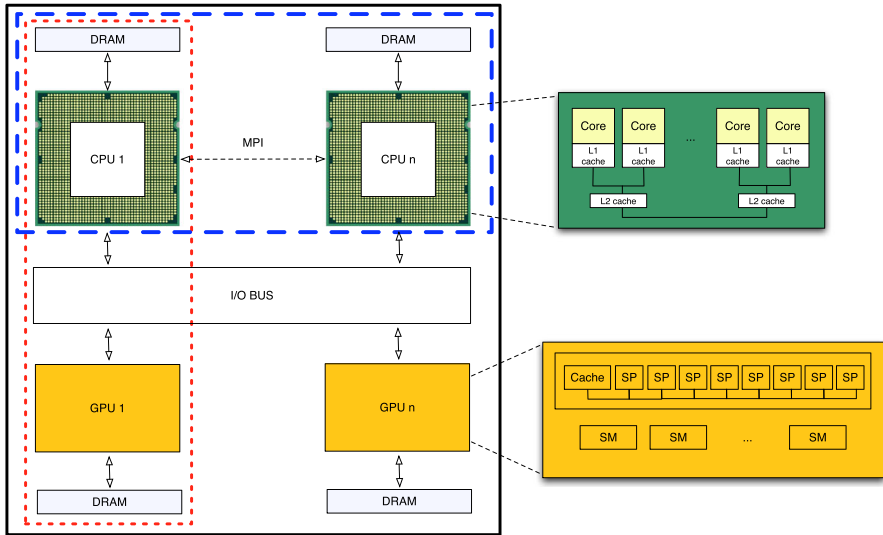 DRAM
DRAM
CPU 1
MPI
CPU n
I/O BUS
GPU 1
GPU n
DRAM
DRAM
Core
Core
...
Core
Core
L1
cache
L1
cache
L1
cache
L1
cache
L2 cache
L2 cache
Cache
SP
SP
SP
SP
SP
SP
SP
SP
SM
SM
...
SM